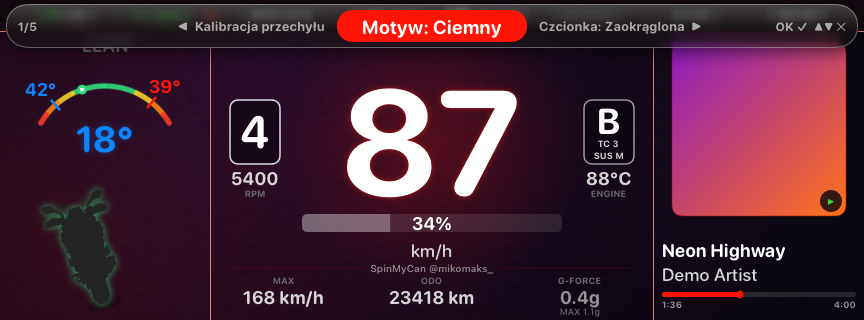 1/5
◀ Kalibracja przechyłu
Motyw: Ciemny
Czcionka: Zaokrąglona ▶
OK ✓ ▲▼ ✕
LEAN
42°
39°
18°
4
5400
RPM
87
34%
km/h
SpinMyCan @mikomaks_
B
TC 3
SUS M
88°C
ENGINE
MAX
168 km/h
ODO
23418 km
G-FORCE
0.4g
MAX 1.1g
Neon Highway
Demo Artist
1:36
4:00